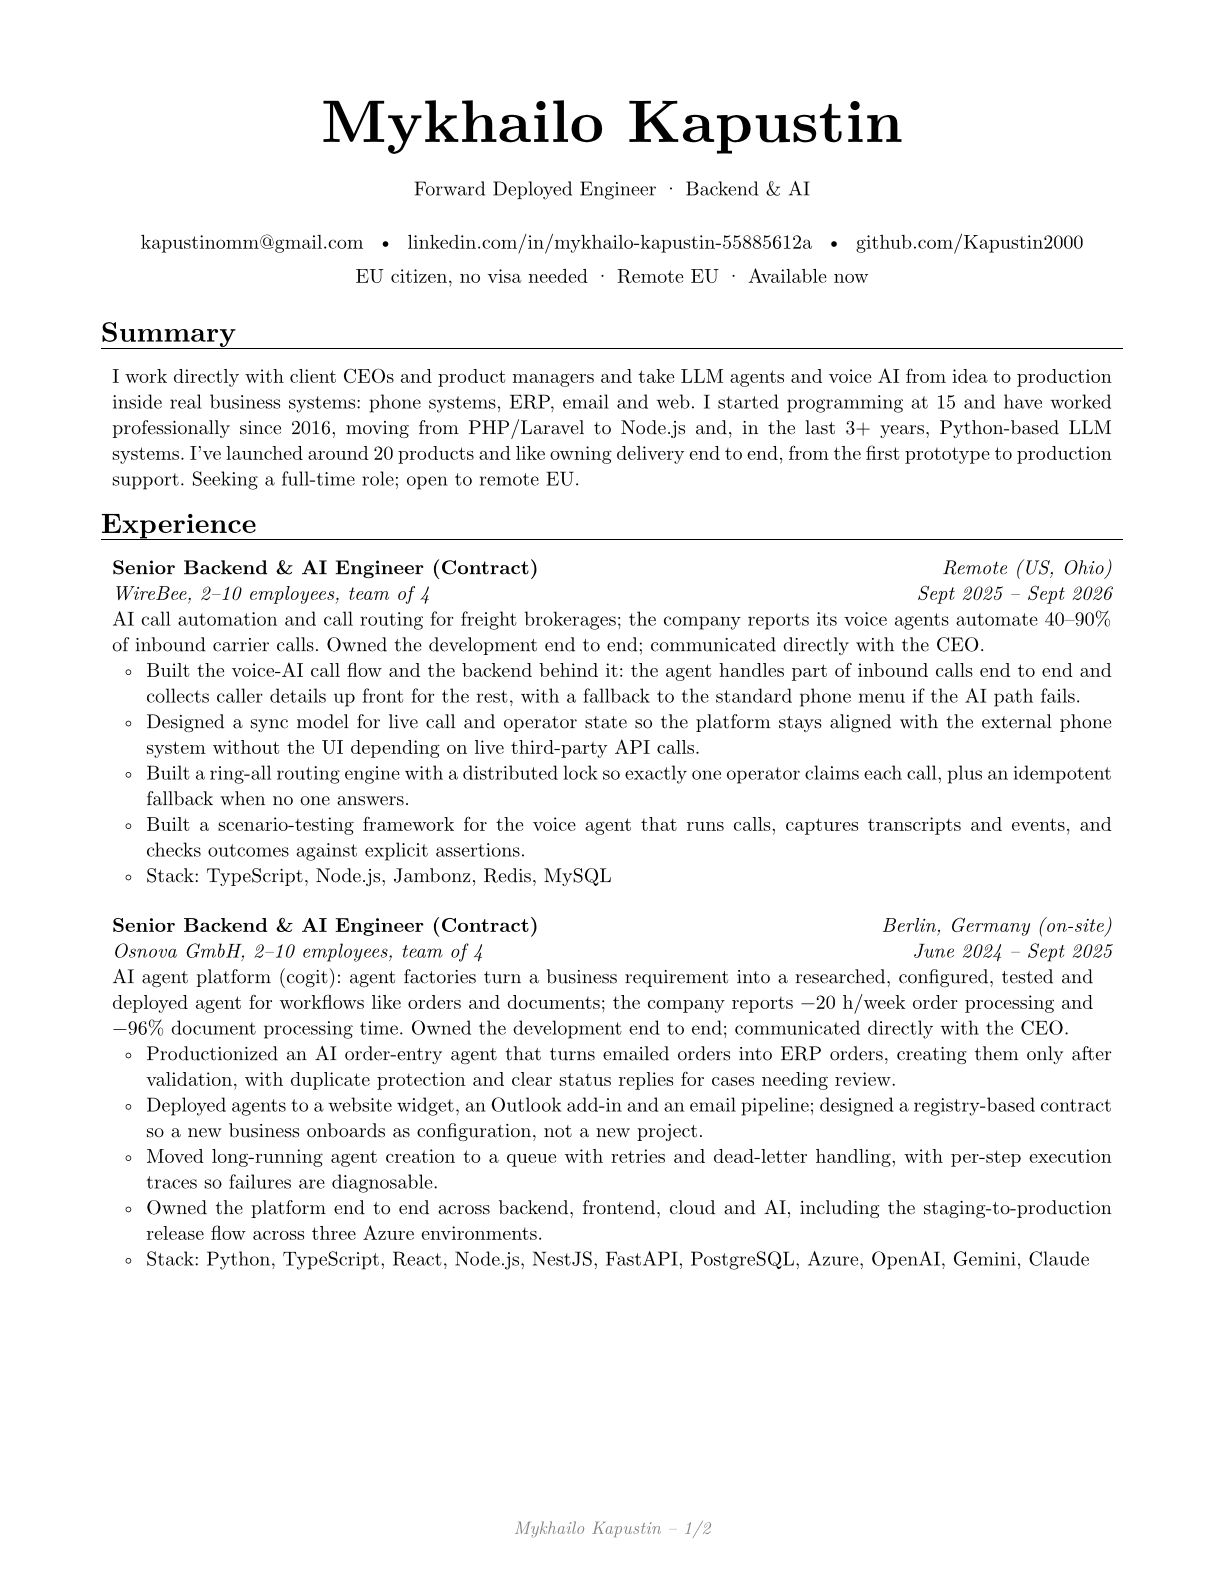 Mykhailo Kapustin
Forward Deployed Engineer · Backend & AI
kapustinomm@gmail.com • linkedin.com/in/mykhailo-kapustin-55885612a • github.com/Kapustin2000
EU citizen, no visa needed · Remote EU · Available now
Summary
I work directly with client CEOs and product managers and take LLM agents and voice AI from idea to production
inside real business systems: phone systems, ERP, email and web. I started programming at 15 and have worked
professionally since 2016, moving from PHP/Laravel to Node.js and, in the last 3+ years, Python-based LLM
systems. I've launched around 20 products and like owning delivery end to end, from the first prototype to production
support. Seeking a full-time role; open to remote EU.
Experience
Senior Backend & AI Engineer (Contract) Remote (US, Ohio)
WireBee, 2–10 employees, team of 4 Sept 2025 – Sept 2026
AI call automation and call routing for freight brokerages; the company reports its voice agents automate 40–90%
of inbound carrier calls. Owned the development end to end; communicated directly with the CEO.
◦ Built the voice-AI call flow and the backend behind it: the agent handles part of inbound calls end to end and
collects caller details up front for the rest, with a fallback to the standard phone menu if the AI path fails.
◦ Designed a sync model for live call and operator state so the platform stays aligned with the external phone
system without the UI depending on live third-party API calls.
◦ Built a ring-all routing engine with a distributed lock so exactly one operator claims each call, plus an idempotent
fallback when no one answers.
◦ Built a scenario-testing framework for the voice agent that runs calls, captures transcripts and events, and
checks outcomes against explicit assertions.
◦ Stack: TypeScript, Node.js, Jambonz, Redis, MySQL
Senior Backend & AI Engineer (Contract) Berlin, Germany (on-site)
Osnova GmbH, 2–10 employees, team of 4 June 2024 – Sept 2025
AI agent platform (cogit): agent factories turn a business requirement into a researched, configured, tested and
deployed agent for workflows like orders and documents; the company reports −20 h/week order processing and
−96% document processing time. Owned the development end to end; communicated directly with the CEO.
◦ Productionized an AI order-entry agent that turns emailed orders into ERP orders, creating them only after
validation, with duplicate protection and clear status replies for cases needing review.
◦ Deployed agents to a website widget, an Outlook add-in and an email pipeline; designed a registry-based contract
so a new business onboards as configuration, not a new project.
◦ Moved long-running agent creation to a queue with retries and dead-letter handling, with per-step execution
traces so failures are diagnosable.
◦ Owned the platform end to end across backend, frontend, cloud and AI, including the staging-to-production
release flow across three Azure environments.
◦ Stack: Python, TypeScript, React, Node.js, NestJS, FastAPI, PostgreSQL, Azure, OpenAI, Gemini, Claude
Mykhailo Kapustin – 1/2